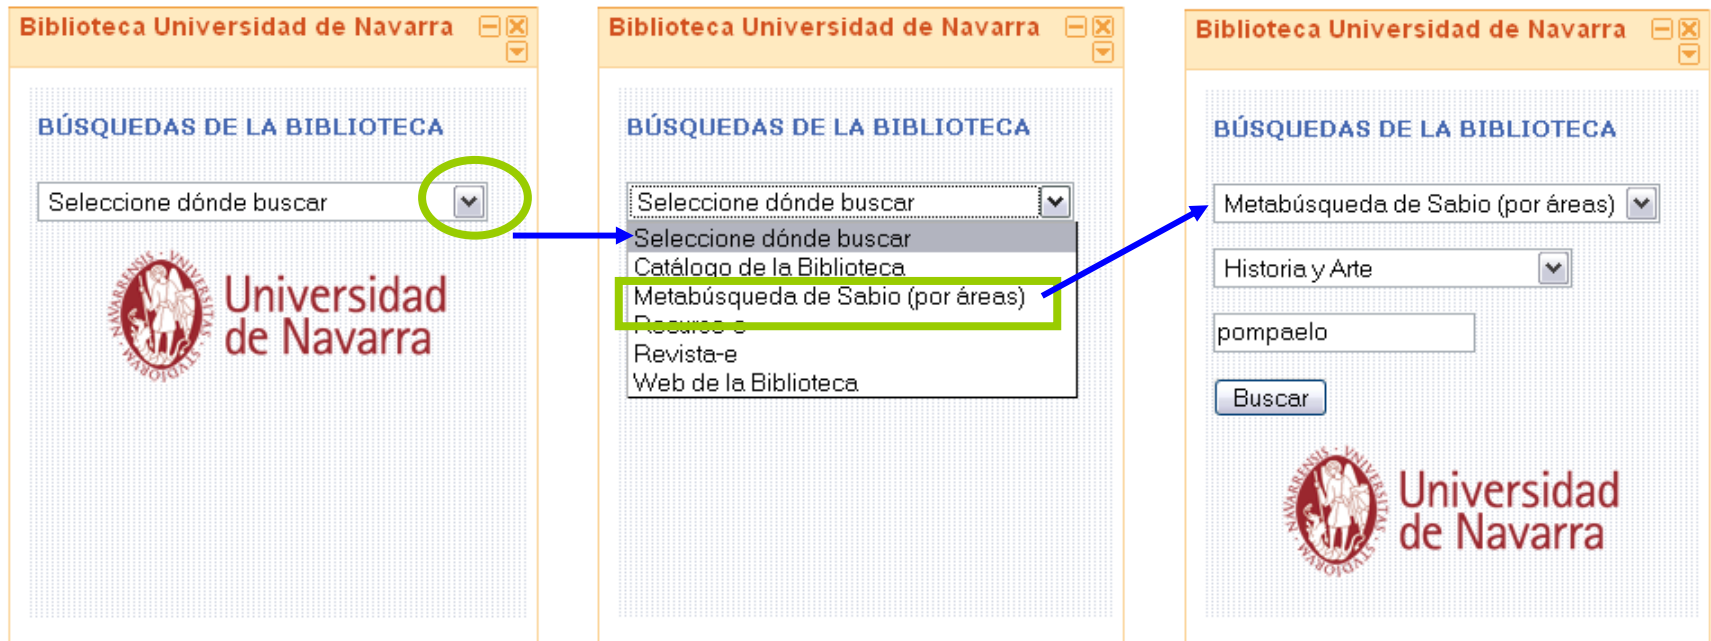 Biblioteca Universidad de Navarra
BÚSQUEDAS DE LA BIBLIOTECA
Seleccione dónde buscar
Universidad
de Navarra
Biblioteca Universidad de Navarra
BÚSQUEDAS DE LA BIBLIOTECA
Seleccione dónde buscar
Seleccione dónde buscar
Catálogo de la Biblioteca
Metabúsqueda de Sabio (por áreas)
Recurso-e
Revista-e
Web de la Biblioteca
Biblioteca Universidad de Navarra
BÚSQUEDAS DE LA BIBLIOTECA
Metabúsqueda de Sabio (por áreas)
Historia y Arte
pompaelo
Buscar
Universidad
de Navarra